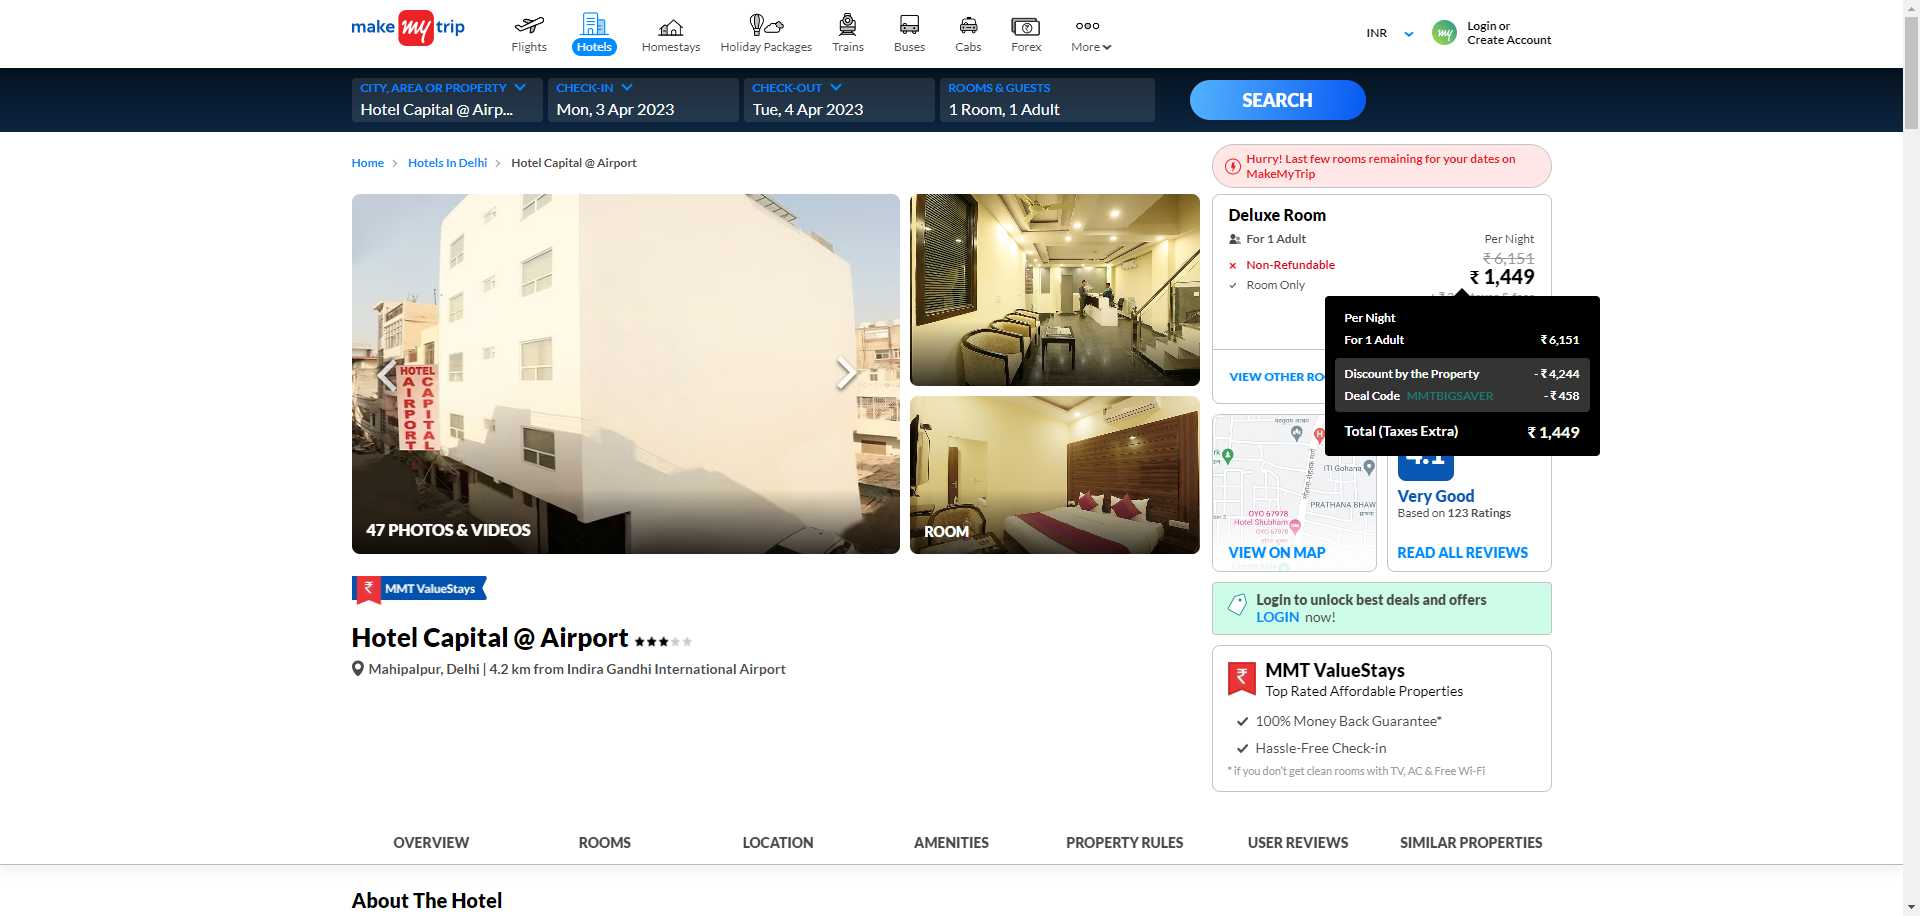 make my trip
Flights
Hotels
Homestays
Holiday Packages
Trains
Buses
Cabs
Forex
More
INR
my
Login or
Create Account
CITY, AREA OR PROPERTY
Hotel Capital @ Airp...
CHECK-IN
Mon, 3 Apr 2023
CHECK-OUT
Tue, 4 Apr 2023
ROOMS & GUESTS
1 Room, 1 Adult
SEARCH
Home > Hotels In Delhi > Hotel Capital @ Airport
Hurry! Last few rooms remaining for your dates on
MakeMyTrip
HOTEL
AIRPORT
CAPITAL
47 PHOTOS & VIDEOS
ROOM
Deluxe Room
For 1 Adult
Per Night
₹ 6,151
Non-Refundable
₹ 1,449
Room Only
Per Night
For 1 Adult ₹ 6,151
Discount by the Property - ₹ 4,244
Deal Code MMTBIGSAVER - ₹ 458
Total (Taxes Extra) ₹ 1,449
VIEW OTHER RO
ITI Gohana
PRATHANA BHAW
OYO 67978
Hotel Shubham
OYO 67978
VIEW ON MAP
4.1
Very Good
Based on 123 Ratings
READ ALL REVIEWS
Login to unlock best deals and offers
LOGIN now!
₹ MMT ValueStays
Hotel Capital @ Airport
Mahipalpur, Delhi | 4.2 km from Indira Gandhi International Airport
₹ MMT ValueStays
Top Rated Affordable Properties
100% Money Back Guarantee*
Hassle-Free Check-in
* if you don't get clean rooms with TV, AC & Free Wi-Fi
OVERVIEW
ROOMS
LOCATION
AMENITIES
PROPERTY RULES
USER REVIEWS
SIMILAR PROPERTIES
About The Hotel